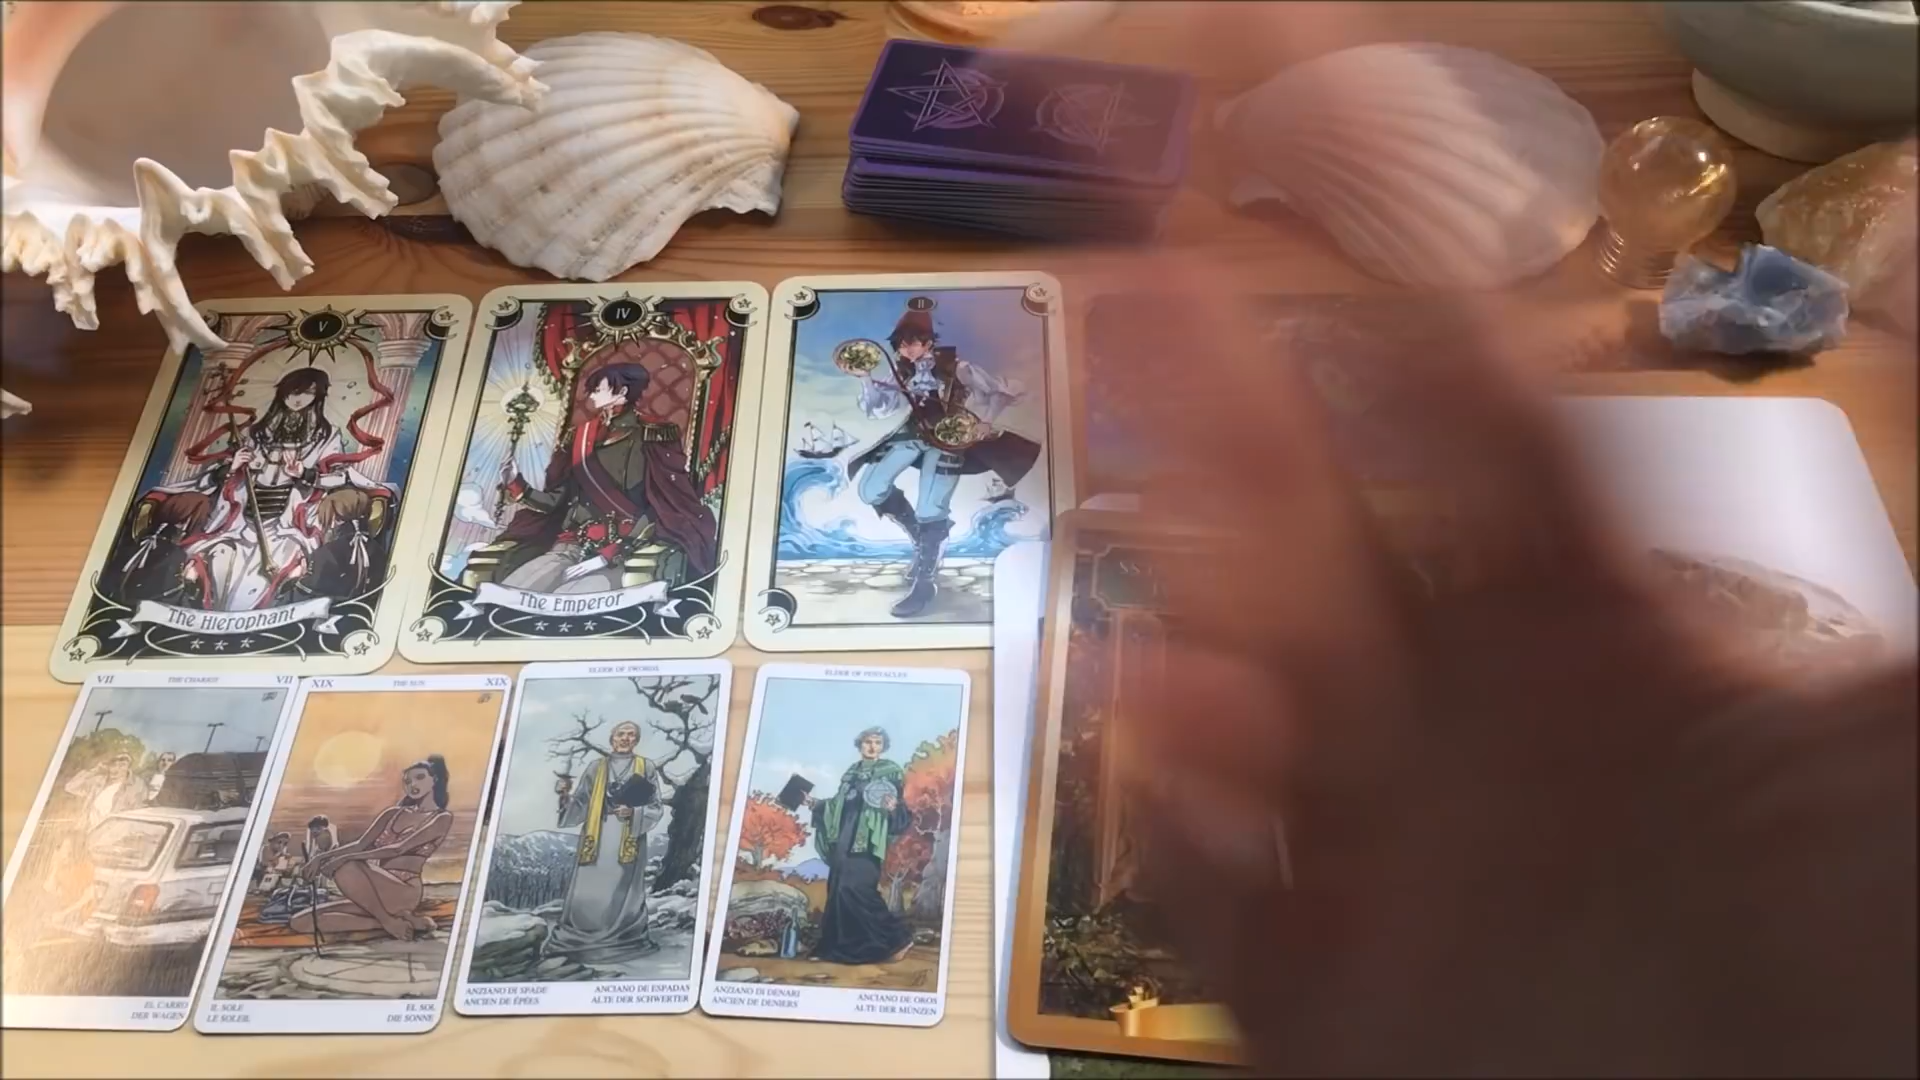 V
The Hierophant
IV
The Emperor
II
VII THE CHARIOT VII
EL CARRO
DER WAGEN
XIX THE SUN XIX
IL SOLE EL SOL
LE SOLEIL DIE SONNE
ELDER OF SWORDS
ANZIANO DI SPADE ANCIANO DE ESPADAS
ANCIEN DE ÉPÉES ALTE DER SCHWERTER
ELDER OF PENTACLES
ANZIANO DI DENARI ANCIANO DE OROS
ANCIEN DE DENIERS ALTE DER MÜNZEN